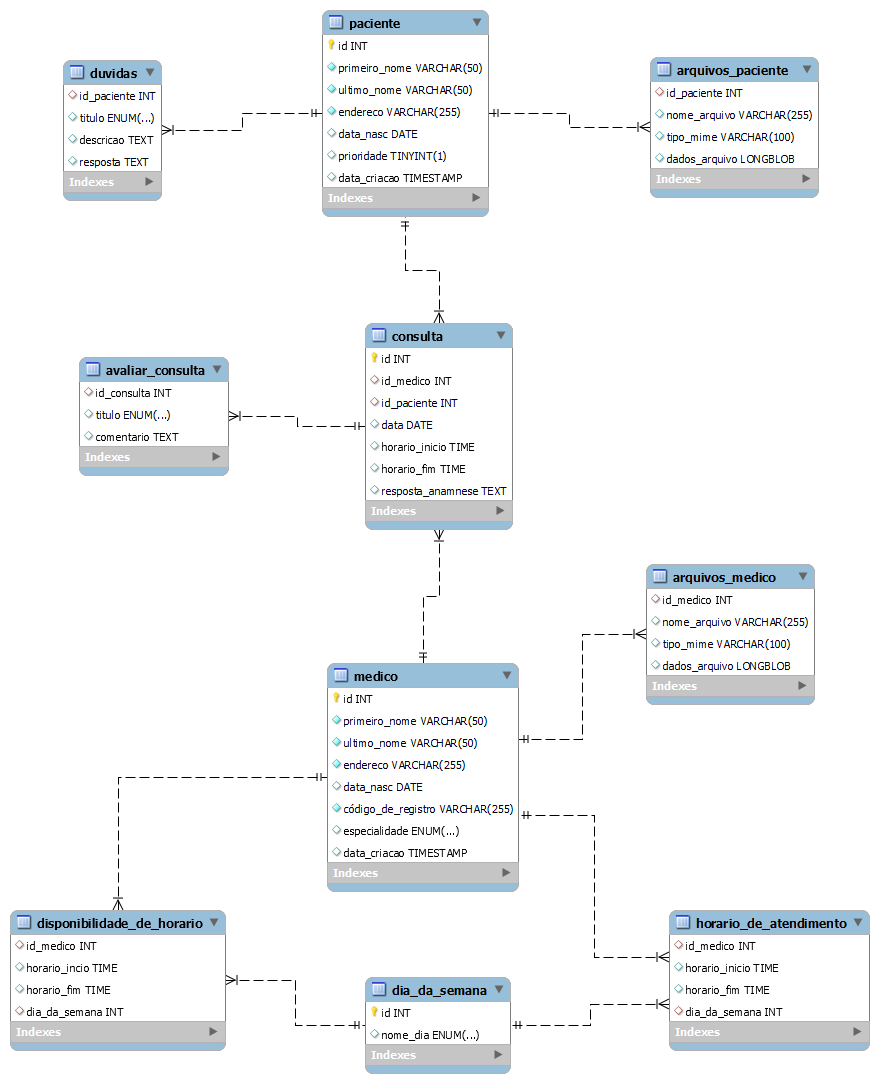 paciente
id INT
primeiro_nome VARCHAR(50)
ultimo_nome VARCHAR(50)
endereco VARCHAR(255)
data_nasc DATE
prioridade TINYINT(1)
data_criacao TIMESTAMP
Indexes
duvidas
id_paciente INT
titulo ENUM(...)
descricao TEXT
resposta TEXT
Indexes
arquivos_paciente
id_paciente INT
nome_arquivo VARCHAR(255)
tipo_mime VARCHAR(100)
dados_arquivo LONGBLOB
Indexes
consulta
id INT
id_medico INT
id_paciente INT
data DATE
horario_inicio TIME
horario_fim TIME
resposta_anamnese TEXT
Indexes
avaliar_consulta
id_consulta INT
titulo ENUM(...)
comentario TEXT
Indexes
arquivos_medico
id_medico INT
nome_arquivo VARCHAR(255)
tipo_mime VARCHAR(100)
dados_arquivo LONGBLOB
Indexes
medico
id INT
primeiro_nome VARCHAR(50)
ultimo_nome VARCHAR(50)
endereco VARCHAR(255)
data_nasc DATE
código_de_registro VARCHAR(255)
especialidade ENUM(...)
data_criacao TIMESTAMP
Indexes
disponibilidade_de_horario
id_medico INT
horario_incio TIME
horario_fim TIME
dia_da_semana INT
Indexes
dia_da_semana
id INT
nome_dia ENUM(...)
Indexes
horario_de_atendimento
id_medico INT
horario_inicio TIME
horario_fim TIME
dia_da_semana INT
Indexes